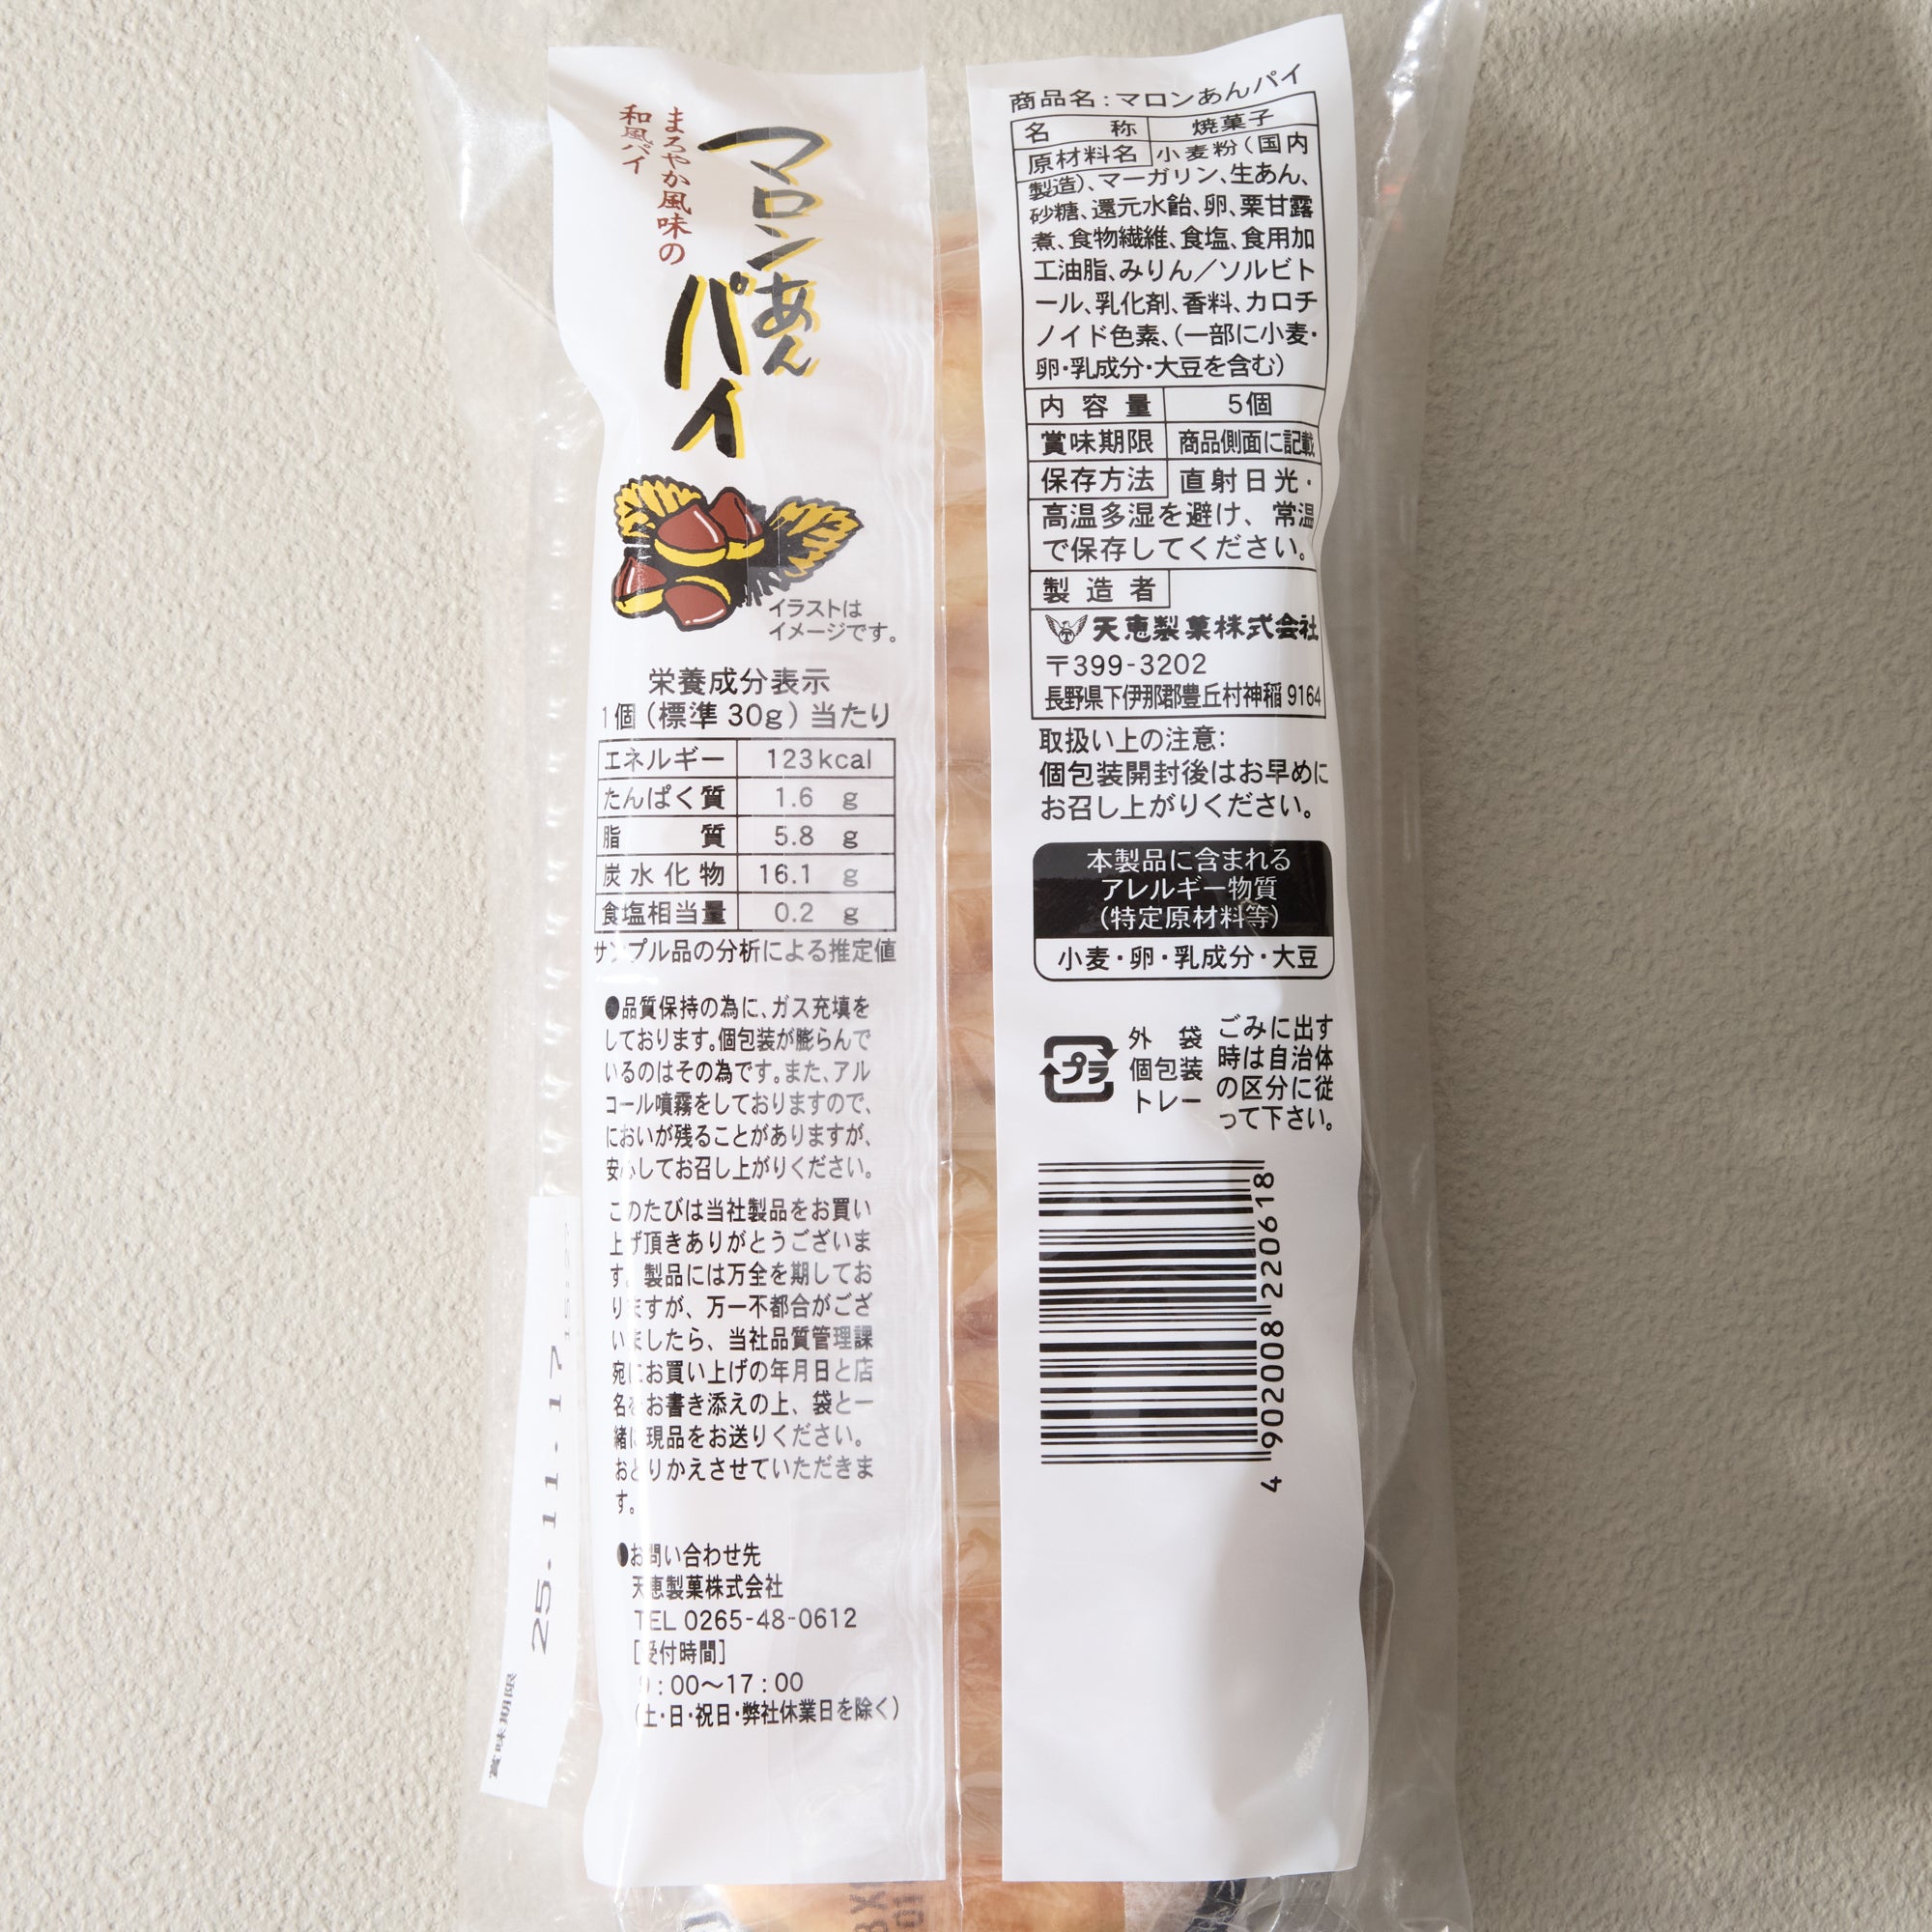 マロンあん
パイ
まろやか風味の
和風パイ
イラストは
イメージです。
栄養成分表示
1個(標準30g)当たり
エネルギー 123kcal
たんぱく質 1.6 g
脂質 5.8 g
炭水化物 16.1 g
食塩相当量 0.2 g
サンプル品の分析による推定値
●品質保持の為に、ガス充填を
しております。個包装が膨らんで
いるのはその為です。また、アル
コール噴霧をしておりますので、
においが残ることがありますが、
安心してお召し上がりください。
このたびは当社製品をお買い
上げ頂きありがとうございま
す。製品には万全を期してお
りますが、万一不都合がござ
いましたら、当社品質管理課
宛にお買い上げの年月日と店
名をお書き添えの上、袋と一
緒に現品をお送りください。
おとりかえさせていただきま
す。
●お問い合わせ先
天恵製菓株式会社
TEL 0265-48-0612
[受付時間]
9:00〜17:00
(土・日・祝日・弊社休業日を除く)
賞味期限
25.11.17
商品名:マロンあんパイ
名称 焼菓子
原材料名 小麦粉(国内
製造)、マーガリン、生あん、
砂糖、還元水飴、卵、栗甘露
煮、食物繊維、食塩、食用加
工油脂、みりん/ソルビト
ール、乳化剤、香料、カロチ
ノイド色素、(一部に小麦・
卵・乳成分・大豆を含む)
内容量 5個
賞味期限 商品側面に記載
保存方法 直射日光・
高温多湿を避け、常温
で保存してください。
製造者
天恵製菓株式会社
〒399-3202
長野県下伊那郡豊丘村神稲9164
取扱い上の注意:
個包装開封後はお早めに
お召し上がりください。
本製品に含まれる
アレルギー物質
(特定原材料等)
小麦・卵・乳成分・大豆
プラ
外袋
個包装
トレー
ごみに出す
時は自治体
の区分に従
って下さい。
4 902008 220618